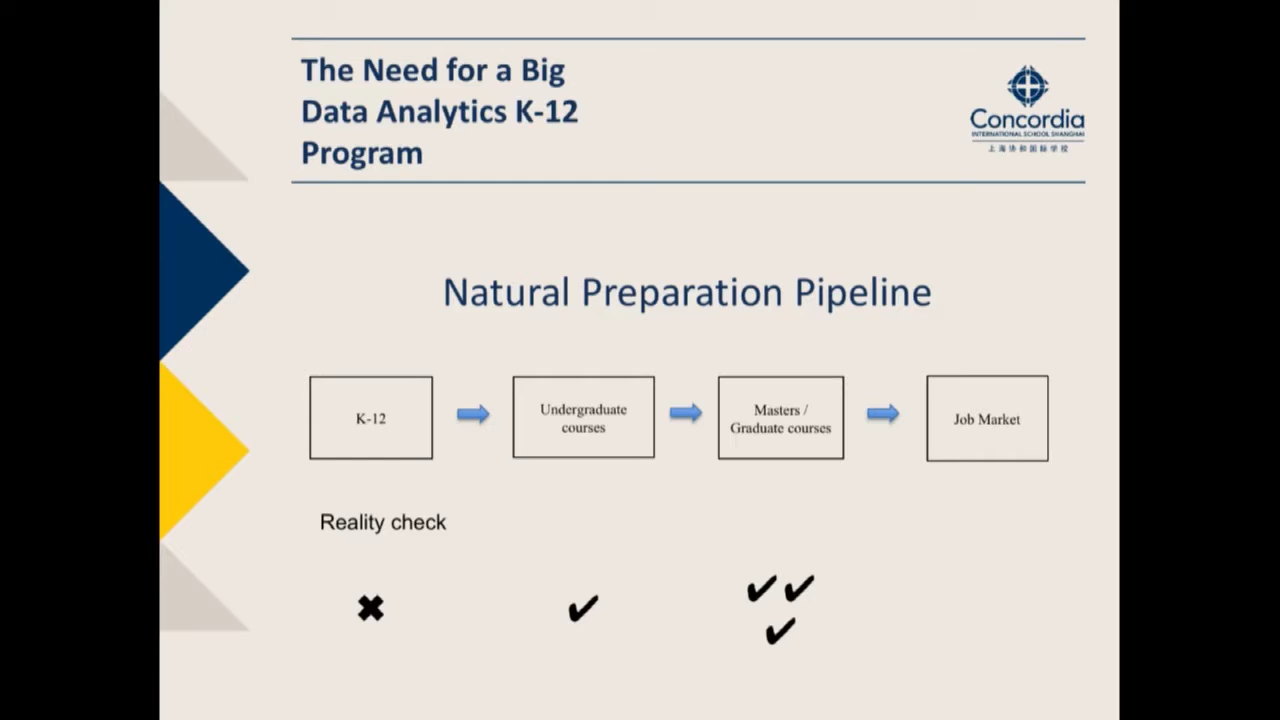 The Need for a Big
Data Analytics K-12
Program
Concordia
INTERNATIONAL SCHOOL SHANGHAI
上海协和国际学校
Natural Preparation Pipeline
K-12
Undergraduate
courses
Masters /
Graduate courses
Job Market
Reality check
✖ ✔ ✔✔
✔